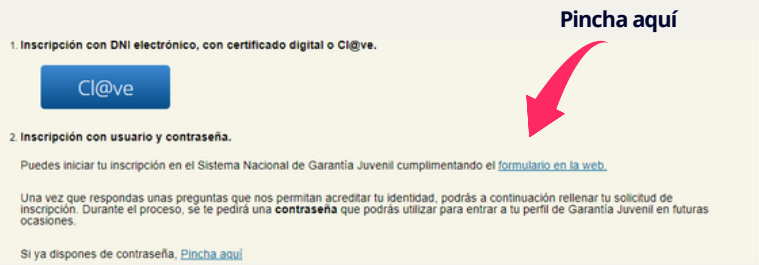 Pincha aquí
1. Inscripción con DNI electrónico, con certificado digital o Cl@ve.
Cl@ve
2. Inscripción con usuario y contraseña.
Puedes iniciar tu inscripción en el Sistema Nacional de Garantía Juvenil cumplimentando el formulario en la web.
Una vez que respondas unas preguntas que nos permitan acreditar tu identidad, podrás a continuación rellenar tu solicitud de
inscripción. Durante el proceso, se te pedirá una contraseña que podrás utilizar para entrar a tu perfil de Garantía Juvenil en futuras
ocasiones.
Si ya dispones de contraseña, Pincha aquí